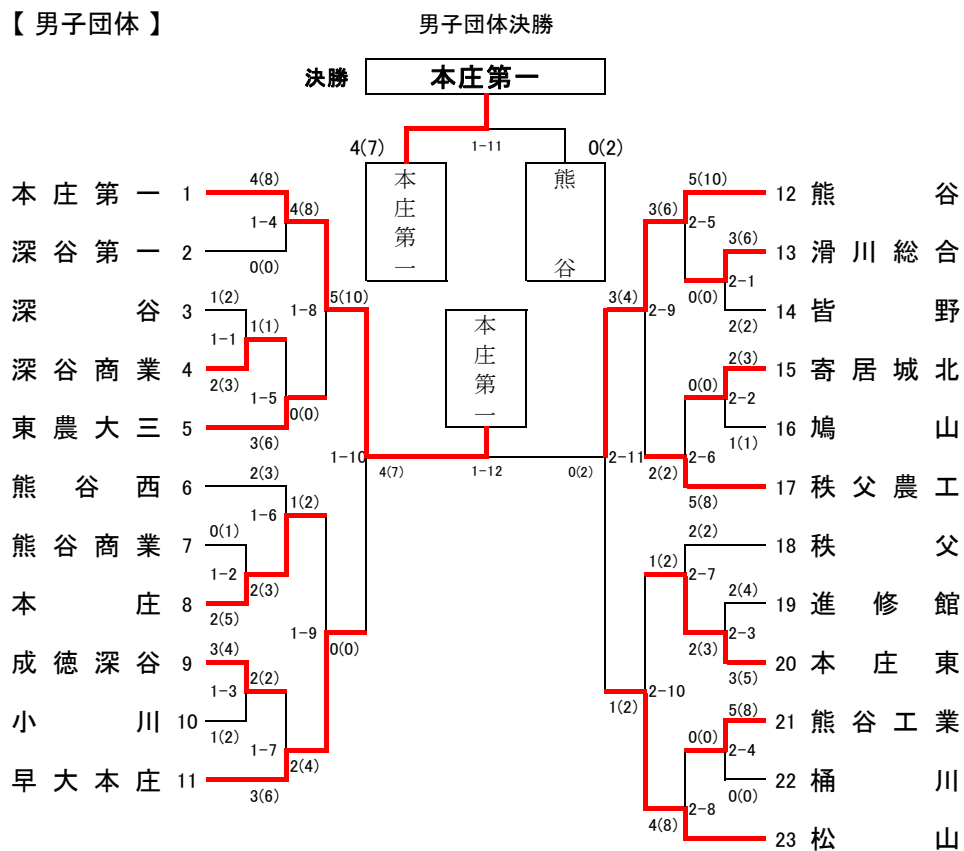 【 男子団体 】
男子団体決勝
決勝 本庄第一
4(7) 1-11 0(2)
本庄第一
熊谷
本庄第一 1 4(8)
1-4 4(8)
深谷第一 2 0(0)
深谷 3 1(2)
1-1 1(1)
深谷商業 4 2(3)
1-5 0(0)
東農大三 5 3(6)
1-8 5(10)
熊谷西 6 2(3)
1-6 1(2)
熊谷商業 7 0(1)
1-2 2(3)
本庄 8 2(5)
1-9 0(0)
成徳深谷 9 3(4)
1-3 2(2)
小川 10 1(2)
1-7 2(4)
早大本庄 11 3(6)
1-10 4(7)
本庄第一
1-12
0(2) 2-11
5(10) 12 熊谷
3(6) 2-5
3(6) 13 滑川総合
0(0) 2-1
2(2) 14 皆野
3(4) 2-9
2(3) 15 寄居城北
0(0) 2-2
1(1) 16 鳩山
2(2) 2-6
5(8) 17 秩父農工
2(2) 18 秩父
1(2) 2-7
2(4) 19 進修館
2(3) 2-3
3(5) 20 本庄東
1(2) 2-10
5(8) 21 熊谷工業
0(0) 2-4
0(0) 22 桶川
4(8) 2-8
23 松山